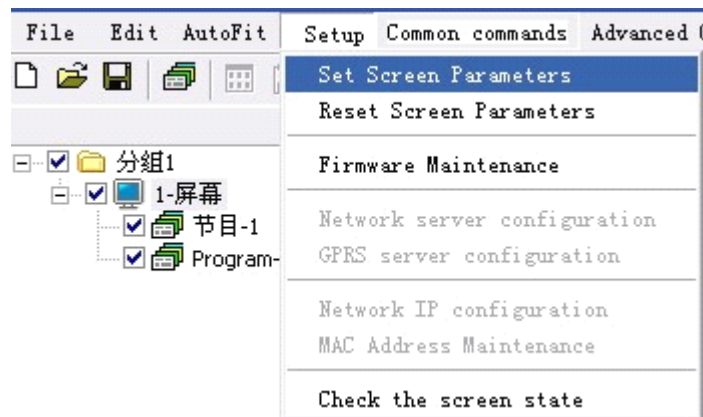 File Edit AutoFit Setup Common commands Advanced
Set Screen Parameters
Reset Screen Parameters
Firmware Maintenance
Network server configuration
GPRS server configuration
Network IP configuration
MAC Address Maintenance
Check the screen state
分组1
1-屏幕
节目-1
Program-